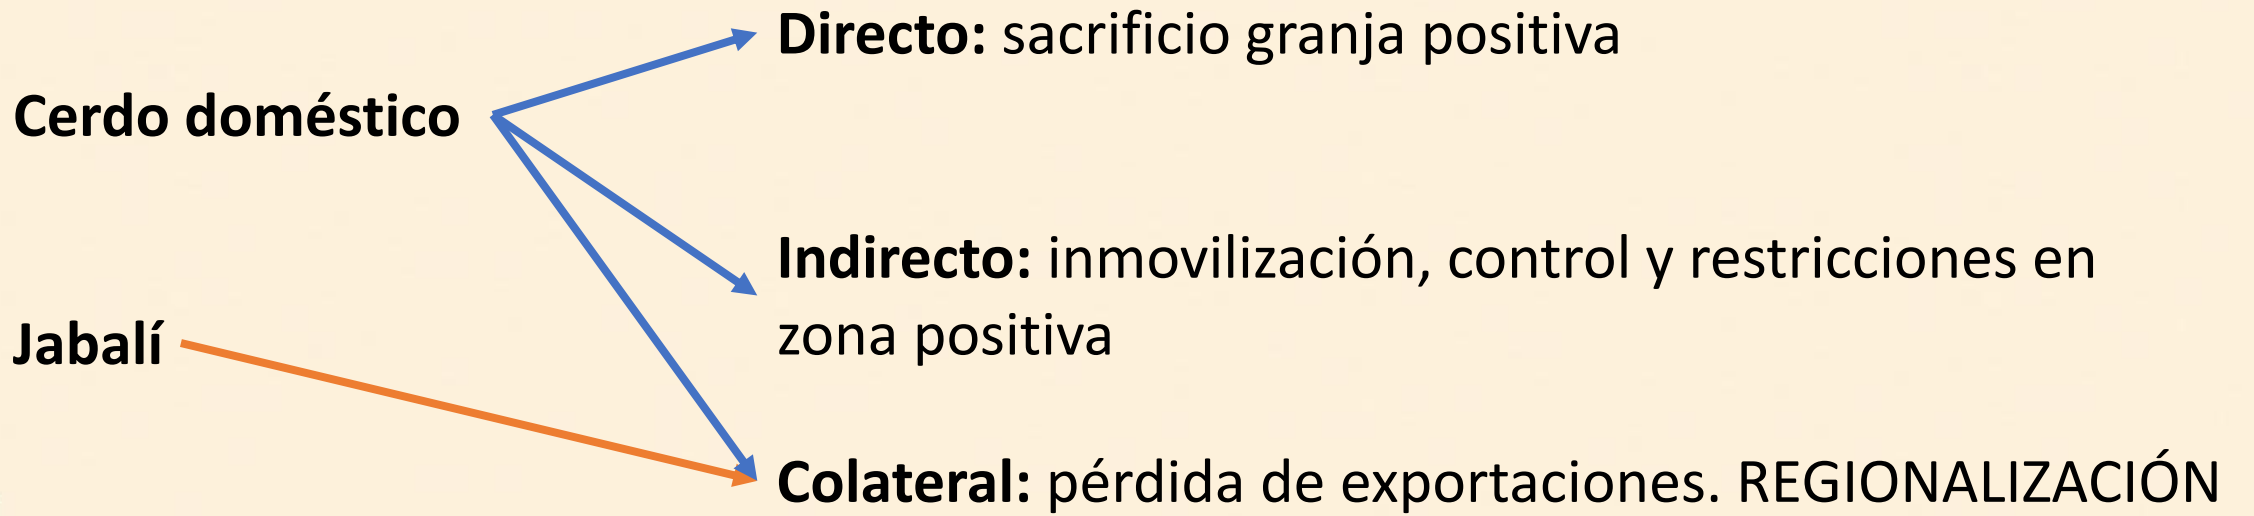 Directo: sacrificio granja positiva
Cerdo doméstico
Indirecto: inmovilización, control y restricciones en
zona positiva
Jabalí
Colateral: pérdida de exportaciones. REGIONALIZACIÓN